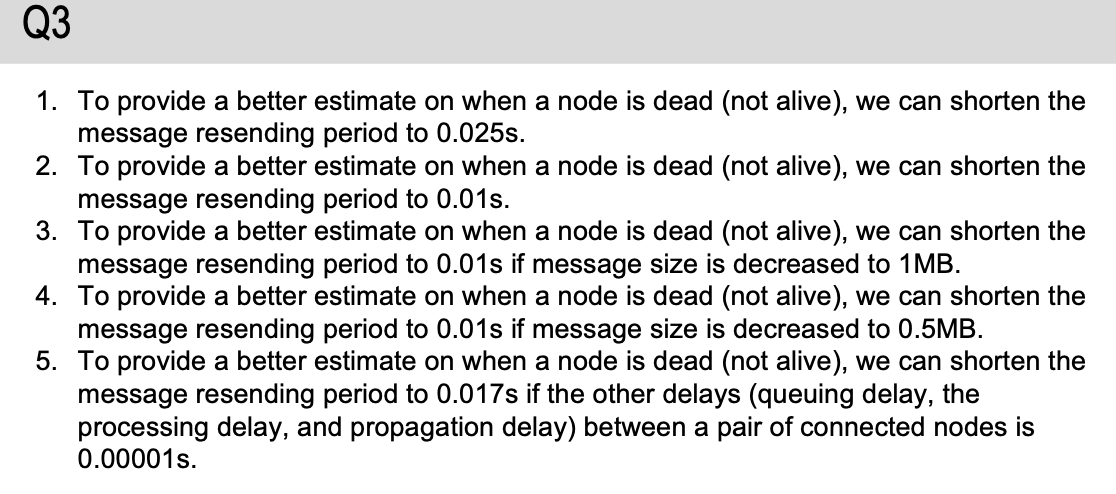 Q3
1. To provide a better estimate on when a node is dead (not alive), we can shorten the
message resending period to 0.025s.
2. To provide a better estimate on when a node is dead (not alive), we can shorten the
message resending period to 0.01s.
3. To provide a better estimate on when a node is dead (not alive), we can shorten the
message resending period to 0.01s if message size is decreased to 1MB.
4. To provide a better estimate on when a node is dead (not alive), we can shorten the
message resending period to 0.01s if message size is decreased to 0.5MB.
5. To provide a better estimate on when a node is dead (not alive), we can shorten the
message resending period to 0.017s if the other delays (queuing delay, the
processing delay, and propagation delay) between a pair of connected nodes is
0.00001s.